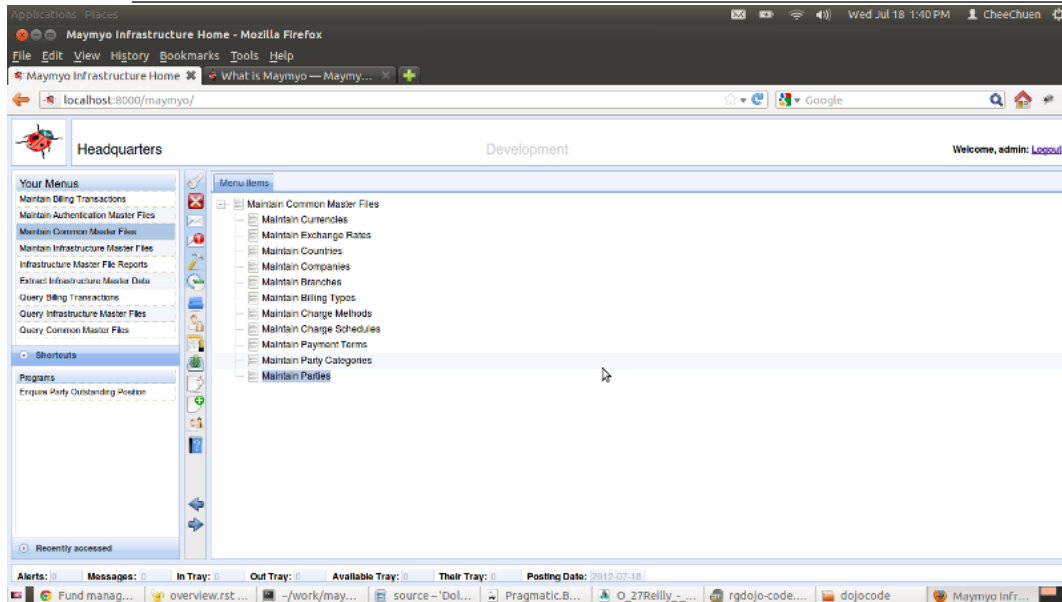 Applications Places
Wed Jul 18 1:40 PM CheeChuen
Maymyo Infrastructure Home - Mozilla Firefox
File Edit View History Bookmarks Tools Help
Maymyo Infrastructure Home
What is Maymyo — Maymy...
localhost:8000/maymyo/
Google
Headquarters
Development
Welcome, admin: Logout
Your Menus
Maintain Billing Transactions
Maintain Authentication Master Files
Maintain Common Master Files
Maintain Infrastructure Master Files
Infrastructure Master File Reports
Extract Infrastructure Master Data
Query Billing Transactions
Query Infrastructure Master Files
Query Common Master Files
Shortcuts
Programs
Enquire Party Outstanding Position
Recently accessed
Menu Items
Maintain Common Master Files
Maintain Currencies
Maintain Exchange Rates
Maintain Countries
Maintain Companies
Maintain Branches
Maintain Billing Types
Maintain Charge Methods
Maintain Charge Schedules
Maintain Payment Terms
Maintain Party Categories
Maintain Parties
Alerts: 0 Messages: 0 In Tray: 0 Out Tray: 0 Available Tray: 0 Their Tray: 0 Posting Date: 2012-07-18
Fund manag... overview.rst ... ~/work/may... source – 'Dol... Pragmatic.B... O_27Reilly_-_... rgdojo-code.... dojocode Maymyo Infr...